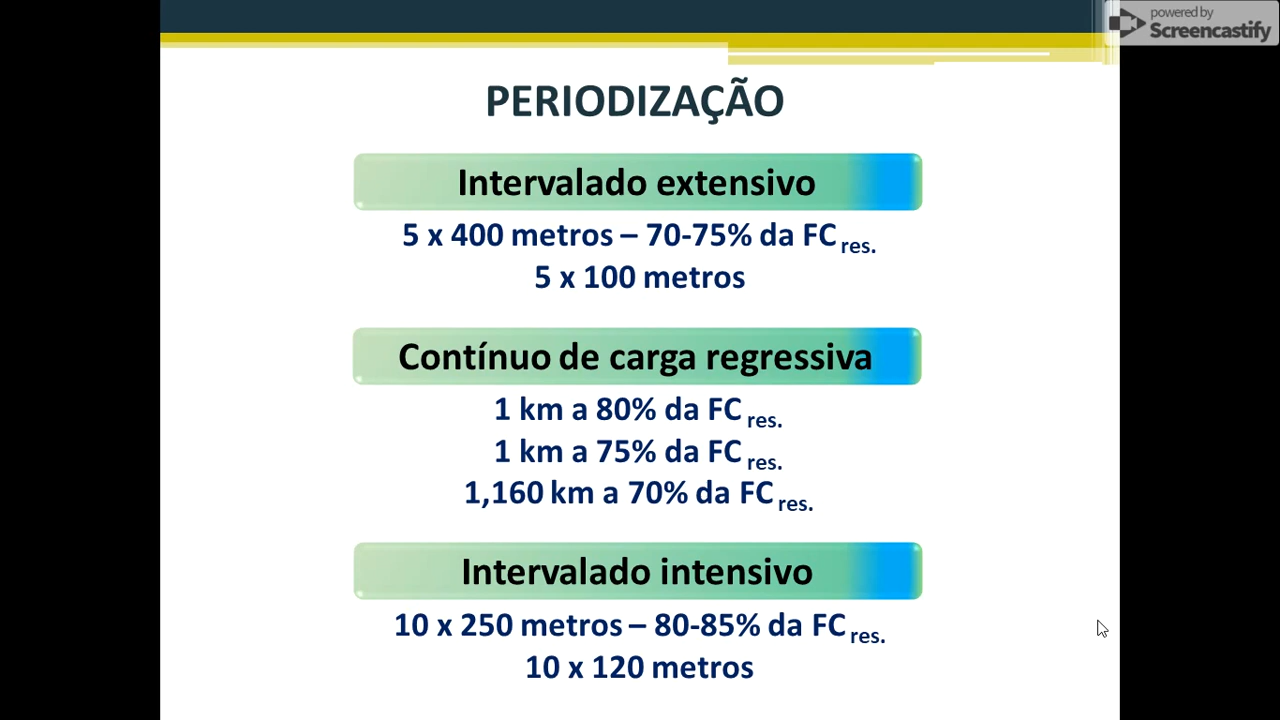 powered by
Screencastify
PERIODIZAÇÃO
Intervalado extensivo
5 x 400 metros – 70-75% da FC res.
5 x 100 metros
Contínuo de carga regressiva
1 km a 80% da FC res.
1 km a 75% da FC res.
1,160 km a 70% da FC res.
Intervalado intensivo
10 x 250 metros – 80-85% da FC res.
10 x 120 metros